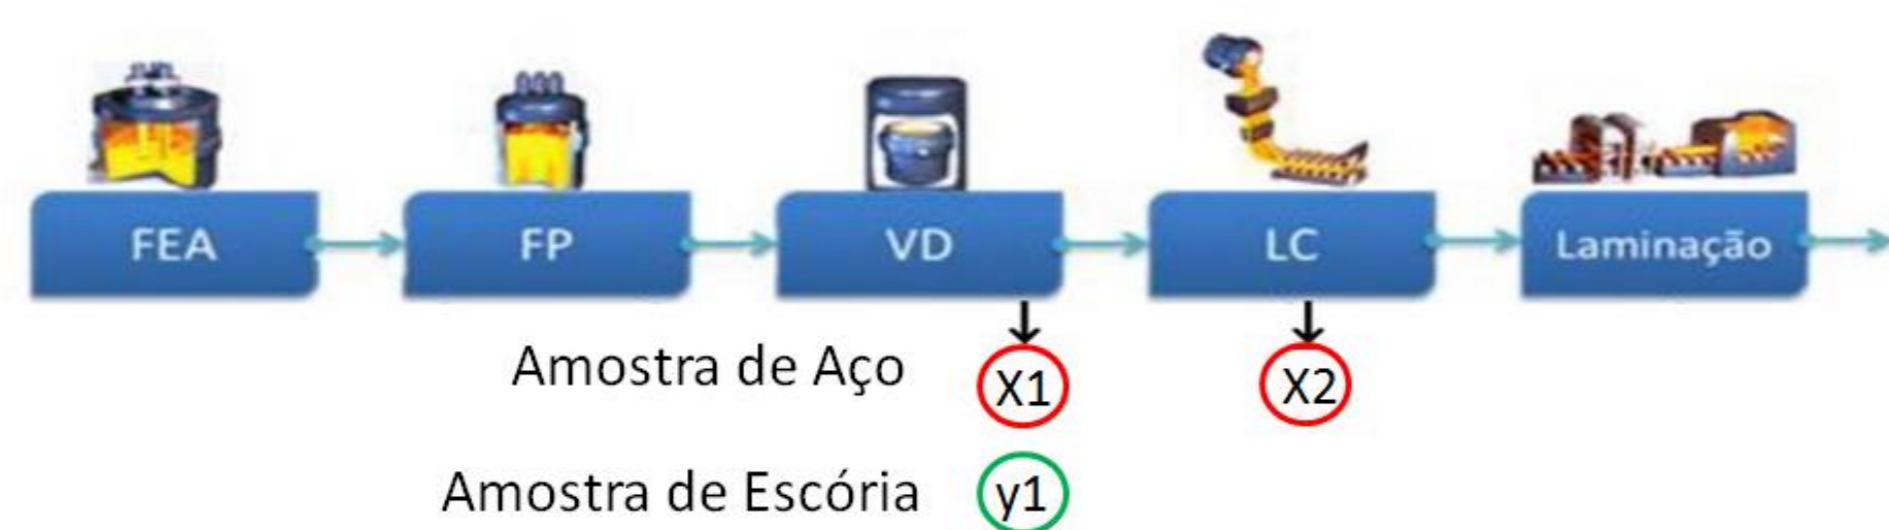 FEA FP VD LC Laminação
Amostra de Aço X1 X2
Amostra de Escória y1